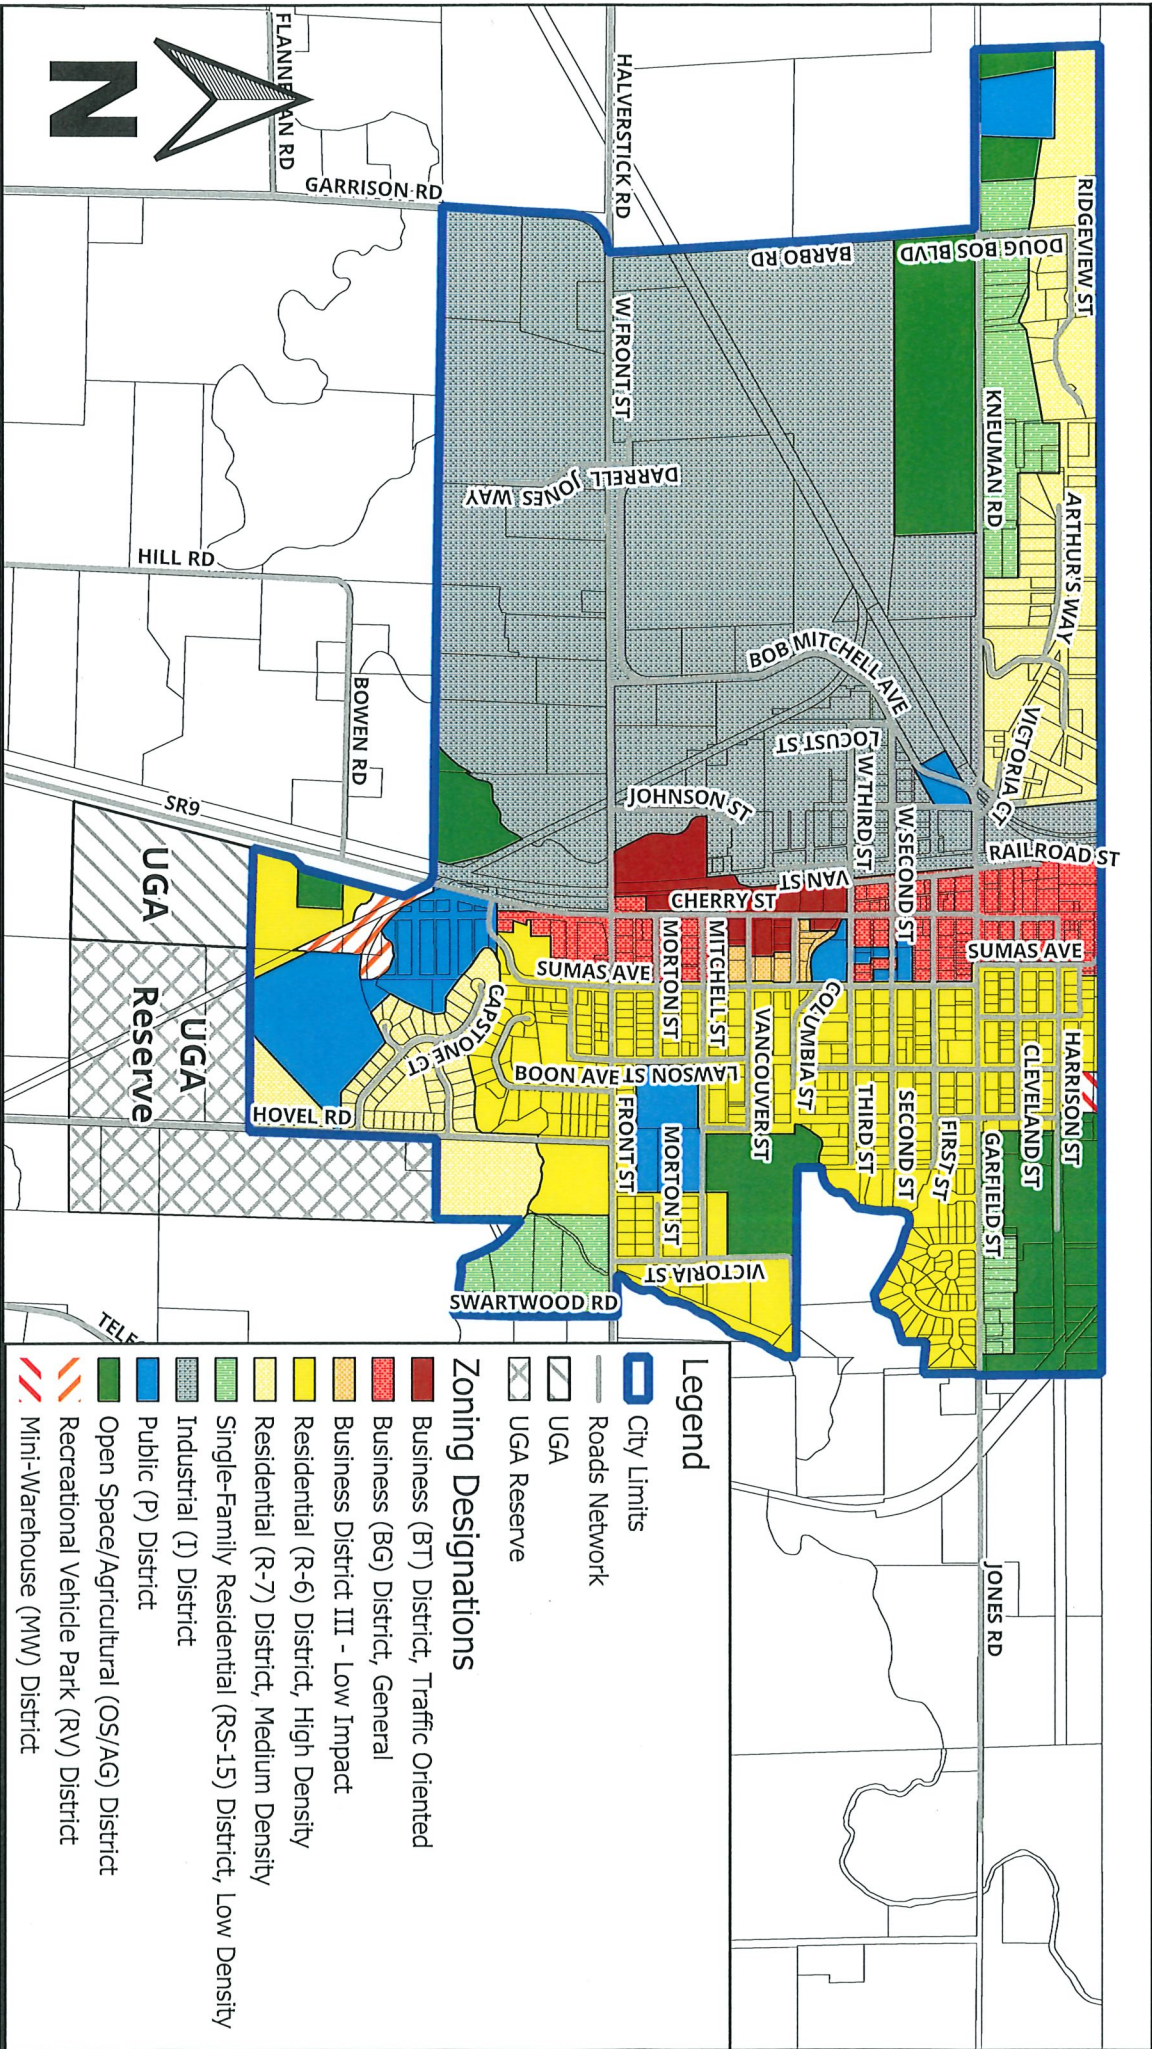 FLANNE AN RD
GARRISON RD
HALVERSTICK RD
N
RIDGEVIEW ST
DOUG BOS BLVD
BARBO RD
W FRONT ST
KNEUMAN RD
DARRELL JONES WAY
ARTHUR'S WAY
HILL RD
BOB MITCHELL AVE
BOWEN RD
VICTORIA CT
LOCUST ST
W THIRD ST
W SECOND ST
JOHNSON ST
SR9
RAILROAD ST
VAN ST
CHERRY ST
UGA
SUMAS AVE
SUMAS AVE
MORTON ST
MITCHELL ST
CAPSTONE CT
COLUMBIA ST
VANCOUVER ST
HARRISON ST
CLEVELAND ST
UGA
Reserve
BOON AVE
LAWSON ST
HOVEL RD
FRONT ST
MORTON ST
THIRD ST
SECOND ST
FIRST ST
GARFIELD ST
VICTORIA ST
SWARTWOOD RD
JONES RD
Legend
City Limits
Roads Network
UGA
UGA Reserve
Zoning Designations
Business (BT) District, Traffic Oriented
Business (BG) District, General
Business District III - Low Impact
Residential (R-6) District, High Density
Residential (R-7) District, Medium Density
Single-Family Residential (RS-15) District, Low Density
Industrial (I) District
Public (P) District
Open Space/Agricultural (OS/AG) District
Recreational Vehicle Park (RV) District
Mini-Warehouse (MW) District